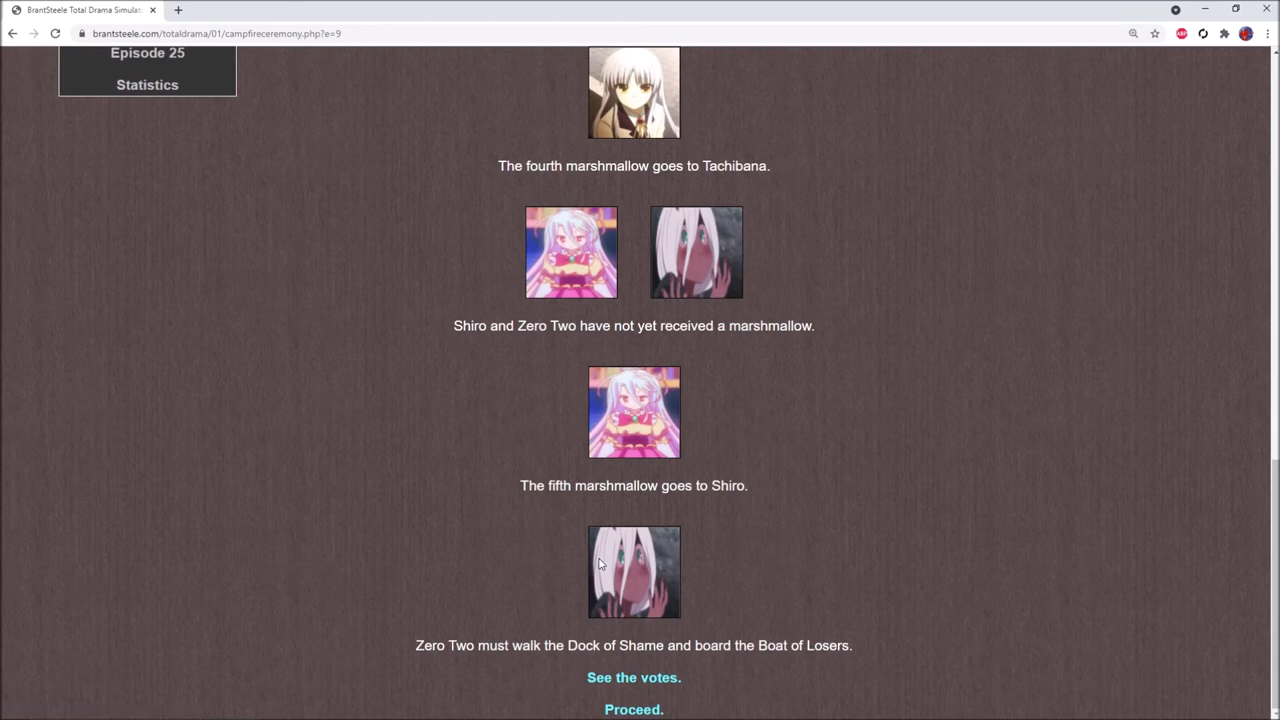 BrantSteele Total Drama Simulat
brantsteele.com/totaldrama/01/campfireceremony.php?e=9
ABP
Episode 25
Statistics
The fourth marshmallow goes to Tachibana.
Shiro and Zero Two have not yet received a marshmallow.
The fifth marshmallow goes to Shiro.
Zero Two must walk the Dock of Shame and board the Boat of Losers.
See the votes.
Proceed.